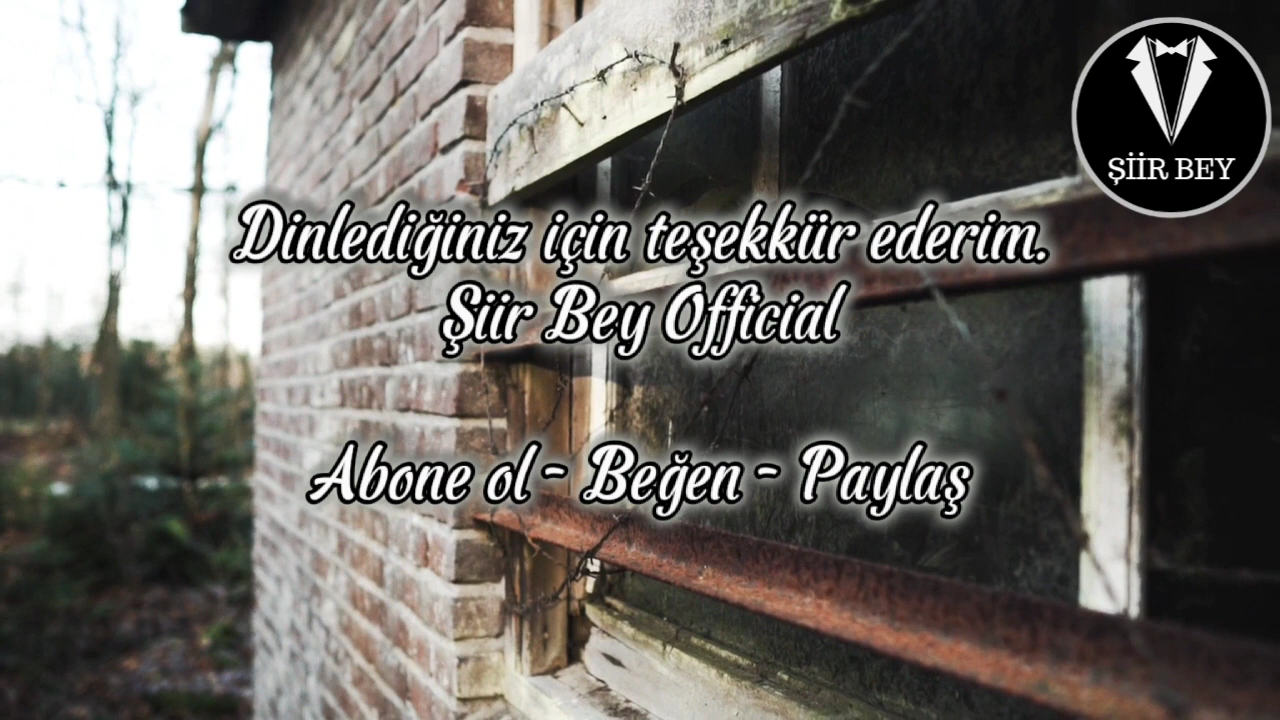 ŞİİR BEY
Dinlediğiniz için teşekkür ederim.
Şiir Bey Official
Abone ol - Beğen - Paylaş